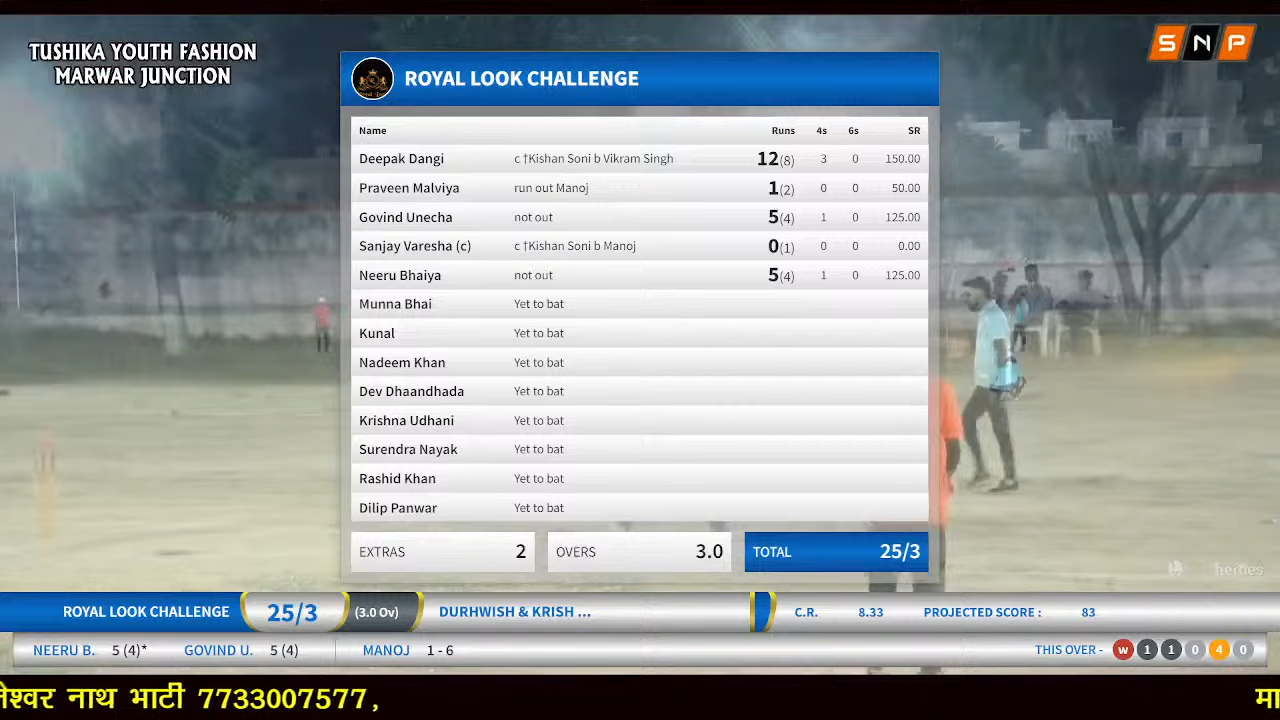 TUSHIKA YOUTH FASHION
MARWAR JUNCTION
SNP
ROYAL LOOK CHALLENGE
Name Runs 4s 6s SR
Deepak Dangi c †Kishan Soni b Vikram Singh 12(8) 3 0 150.00
Praveen Malviya run out Manoj 1(2) 0 0 50.00
Govind Unecha not out 5(4) 1 0 125.00
Sanjay Varesha (c) c †Kishan Soni b Manoj 0(1) 0 0 0.00
Neeru Bhaiya not out 5(4) 1 0 125.00
Munna Bhai Yet to bat
Kunal Yet to bat
Nadeem Khan Yet to bat
Dev Dhaandhada Yet to bat
Krishna Udhani Yet to bat
Surendra Nayak Yet to bat
Rashid Khan Yet to bat
Dilip Panwar Yet to bat
EXTRAS 2 OVERS 3.0 TOTAL 25/3
heroes
ROYAL LOOK CHALLENGE 25/3 (3.0 Ov) DURHWISH & KRISH ... C.R. 8.33 PROJECTED SCORE : 83
NEERU B. 5 (4)* GOVIND U. 5 (4) MANOJ 1 - 6 THIS OVER - w 1 1 0 4 0
नाथ भाटी 7733007577,